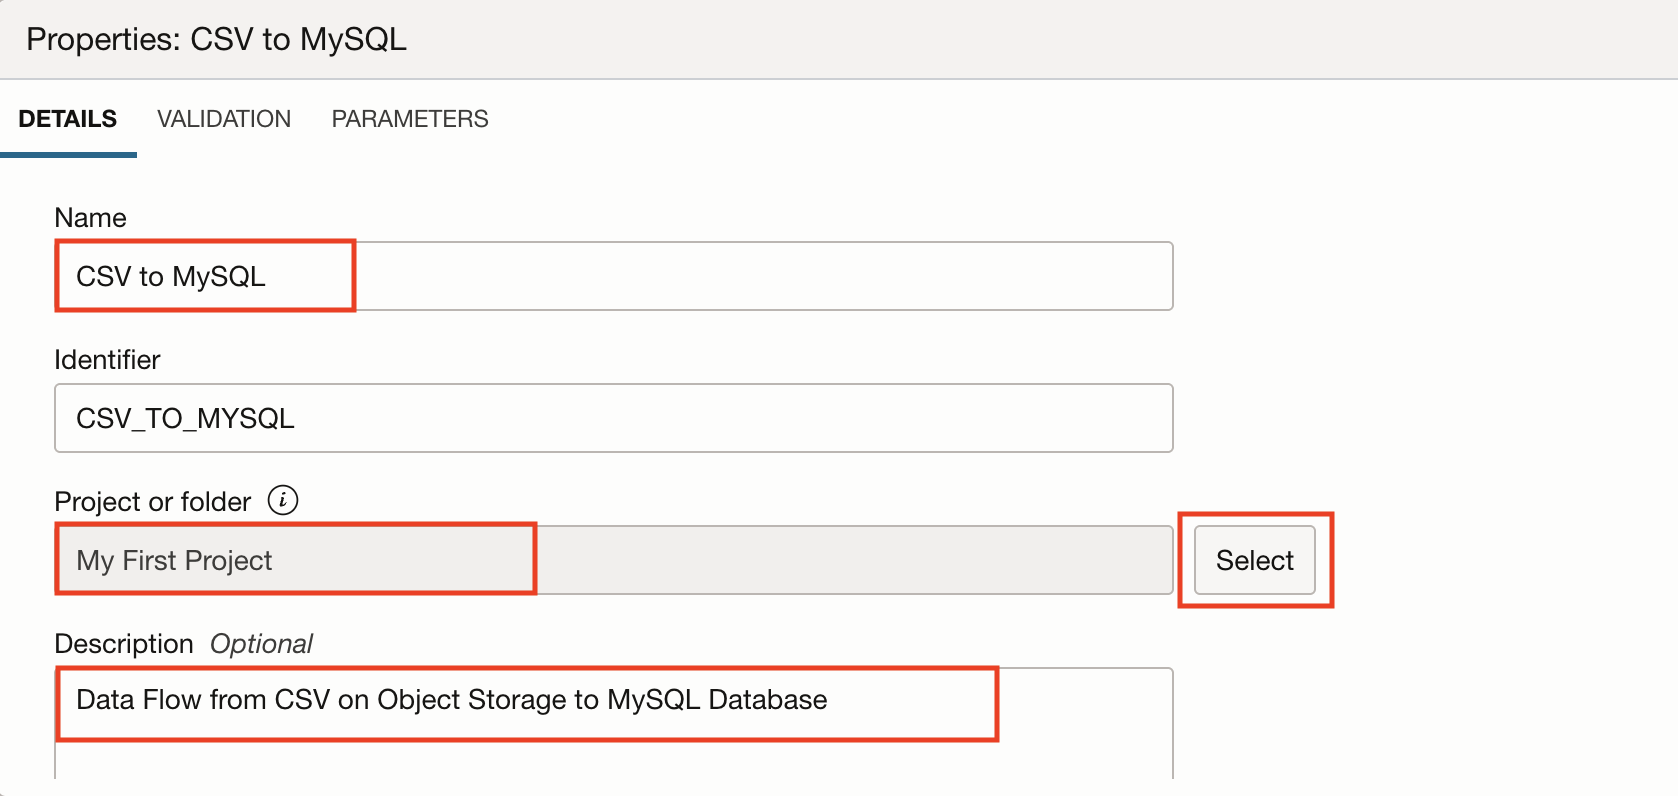 Properties: CSV to MySQL
DETAILS VALIDATION PARAMETERS
Name
CSV to MySQL
Identifier
CSV_TO_MYSQL
Project or folder i
My First Project Select
Description Optional
Data Flow from CSV on Object Storage to MySQL Database